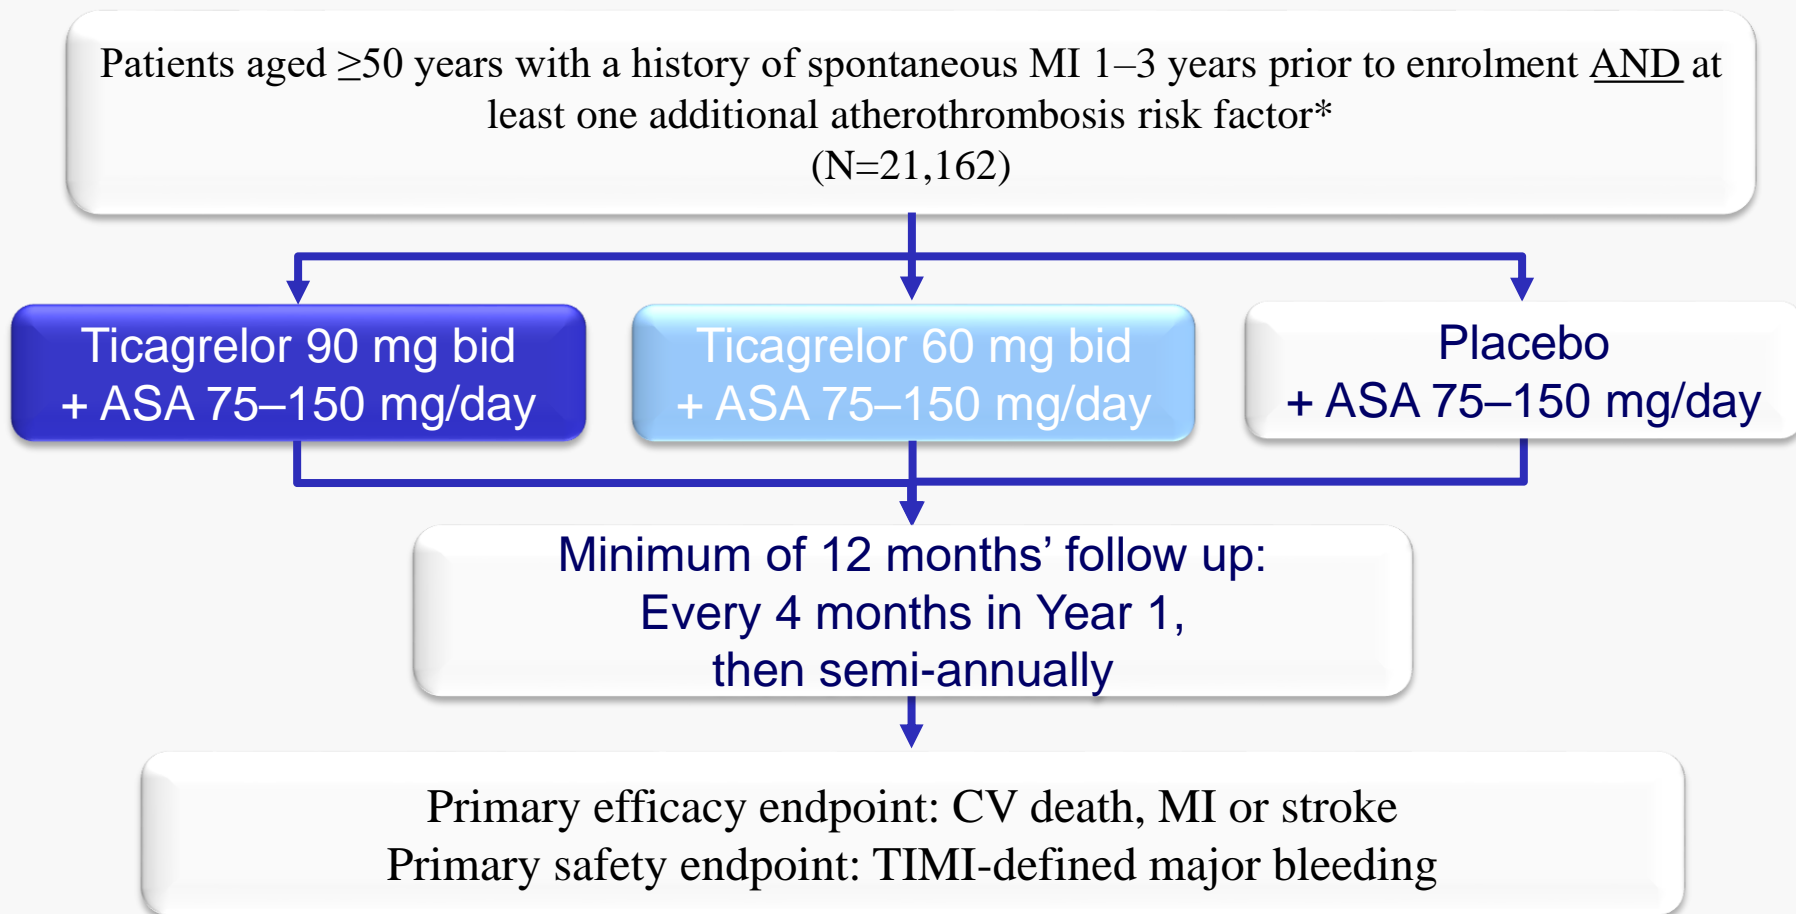 Patients aged ≥50 years with a history of spontaneous MI 1–3 years prior to enrolment AND at
least one additional atherothrombosis risk factor*
(N=21,162)
Ticagrelor 90 mg bid
+ ASA 75–150 mg/day
Ticagrelor 60 mg bid
+ ASA 75–150 mg/day
Placebo
+ ASA 75–150 mg/day
Minimum of 12 months’ follow up:
Every 4 months in Year 1,
then semi-annually
Primary efficacy endpoint: CV death, MI or stroke
Primary safety endpoint: TIMI-defined major bleeding